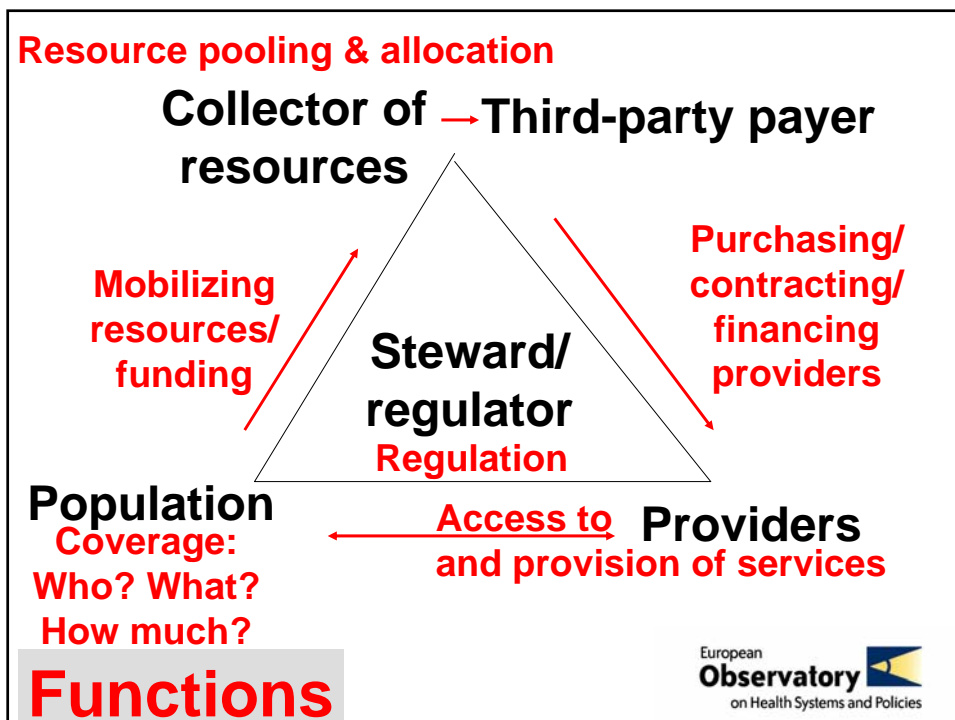 Resource pooling & allocation
Collector of
resources
Third-party payer
Mobilizing
resources/
funding
Purchasing/
contracting/
financing
providers
Steward/
regulator
Regulation
Population
Coverage:
Who? What?
How much?
Access to
and provision of services
Providers
Functions
European
Observatory
on Health Systems and Policies